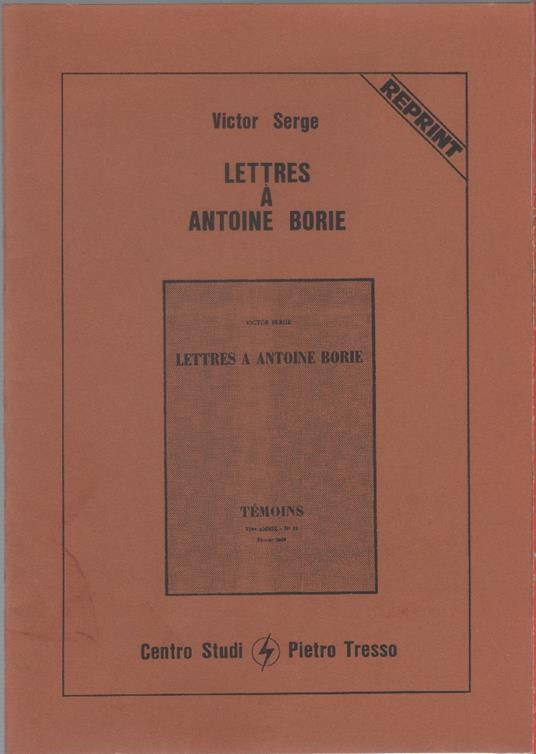 REPRINT
Victor Serge
LETTRES
À
ANTOINE BORIE
VICTOR SERGE
LETTRES A ANTOINE BORIE
TÉMOINS
Centro Studi Pietro Tresso